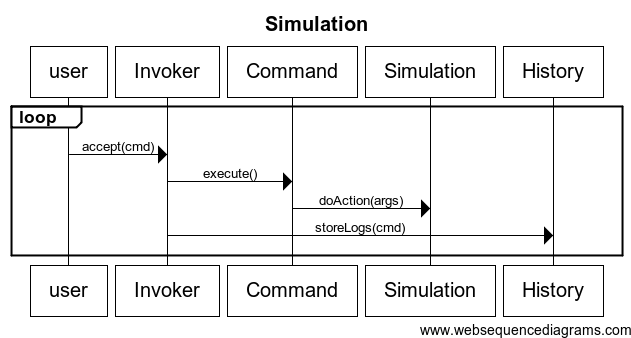 Simulation
user Invoker Command Simulation History
loop
accept(cmd)
execute()
doAction(args)
storeLogs(cmd)
user Invoker Command Simulation History
www.websequencediagrams.com